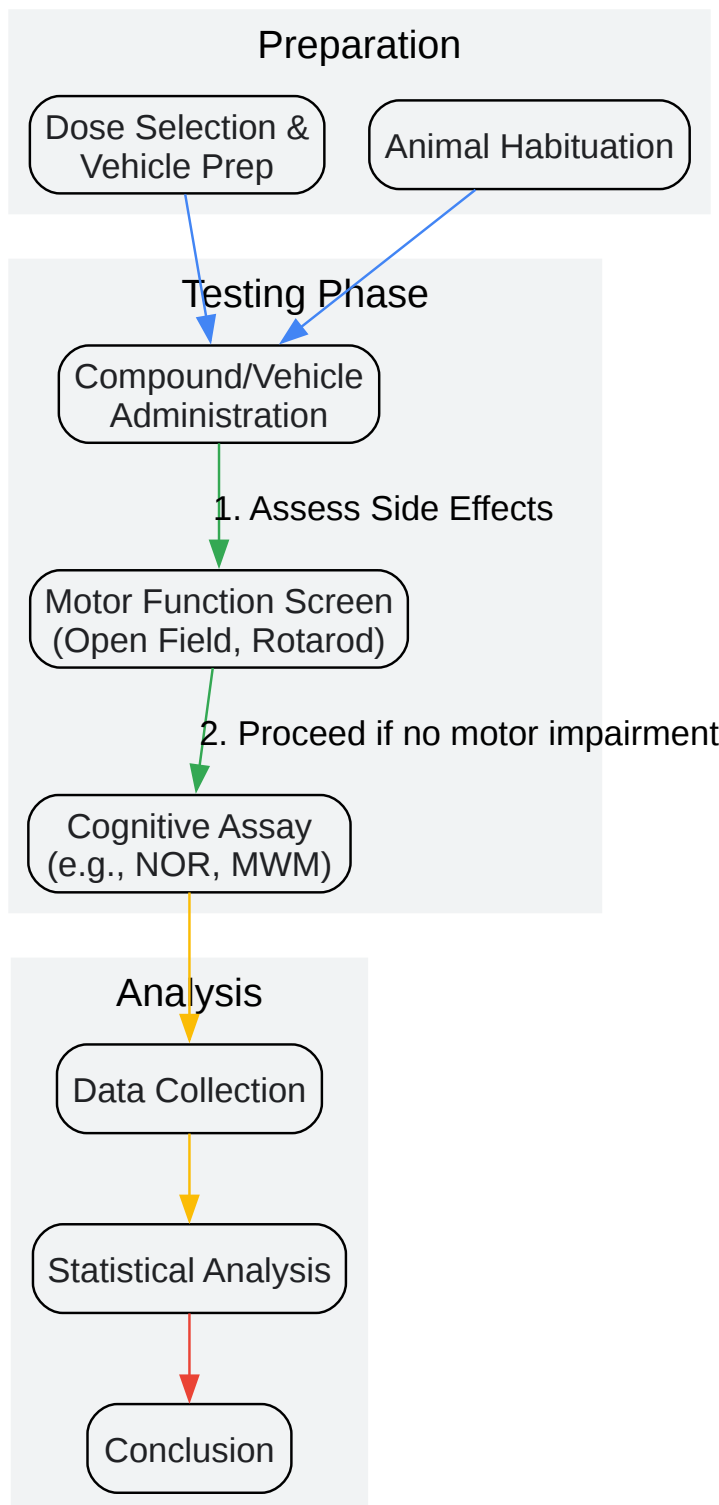 Preparation
Dose Selection &
Vehicle Prep
Animal Habituation
Testing Phase
Compound/Vehicle
Administration
1. Assess Side Effects
Motor Function Screen
(Open Field, Rotarod)
2. Proceed if no motor impairment
Cognitive Assay
(e.g., NOR, MWM)
Analysis
Data Collection
Statistical Analysis
Conclusion